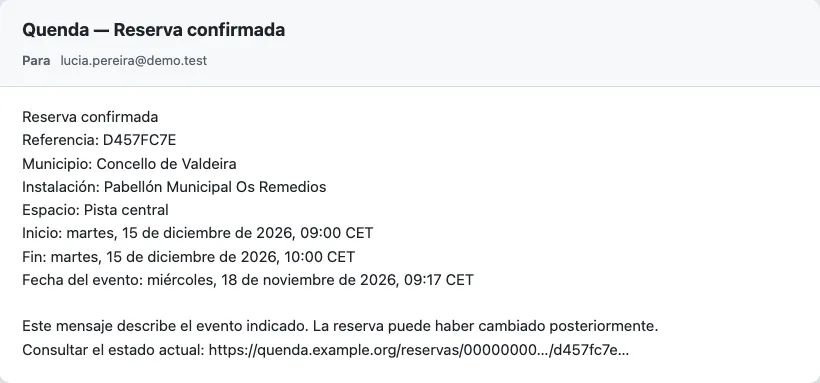 Quenda — Reserva confirmada
Para lucia.pereira@demo.test
Reserva confirmada
Referencia: D457FC7E
Municipio: Concello de Valdeira
Instalación: Pabellón Municipal Os Remedios
Espacio: Pista central
Inicio: martes, 15 de diciembre de 2026, 09:00 CET
Fin: martes, 15 de diciembre de 2026, 10:00 CET
Fecha del evento: miércoles, 18 de noviembre de 2026, 09:17 CET
Este mensaje describe el evento indicado. La reserva puede haber cambiado posteriormente.
Consultar el estado actual: https://quenda.example.org/reservas/00000000…/d457fc7e…